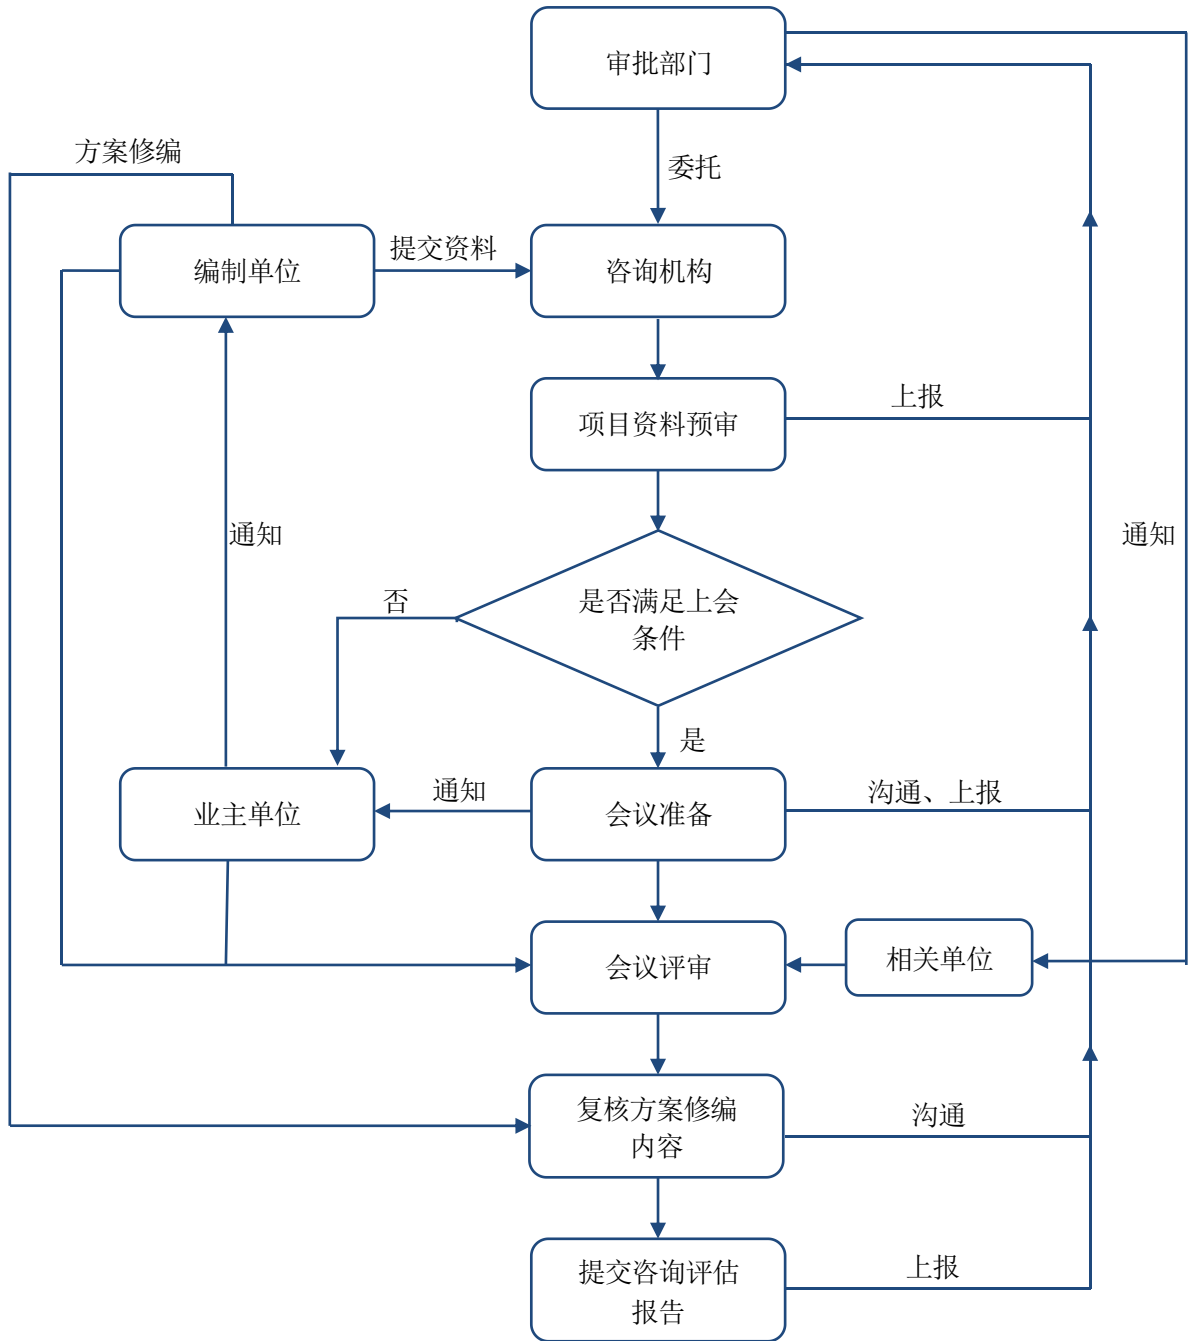 审批部门
方案修编
委托
编制单位
提交资料
咨询机构
项目资料预审
上报
通知
通知
否
是否满足上会
条件
是
业主单位
通知
会议准备
沟通、上报
会议评审
相关单位
复核方案修编
内容
沟通
提交咨询评估
报告
上报